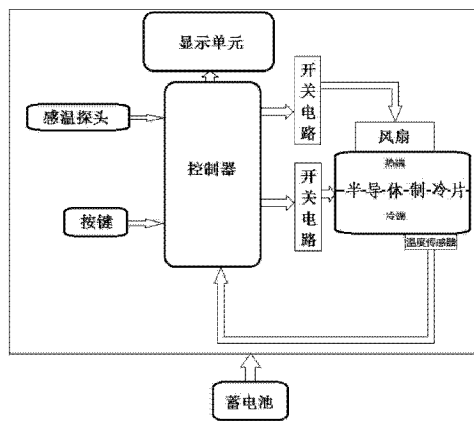 显示单元
开关电路
感温探头
控制器
风扇
热端
半导体制冷片
冷端
开关电路
按键
温度传感器
蓄电池